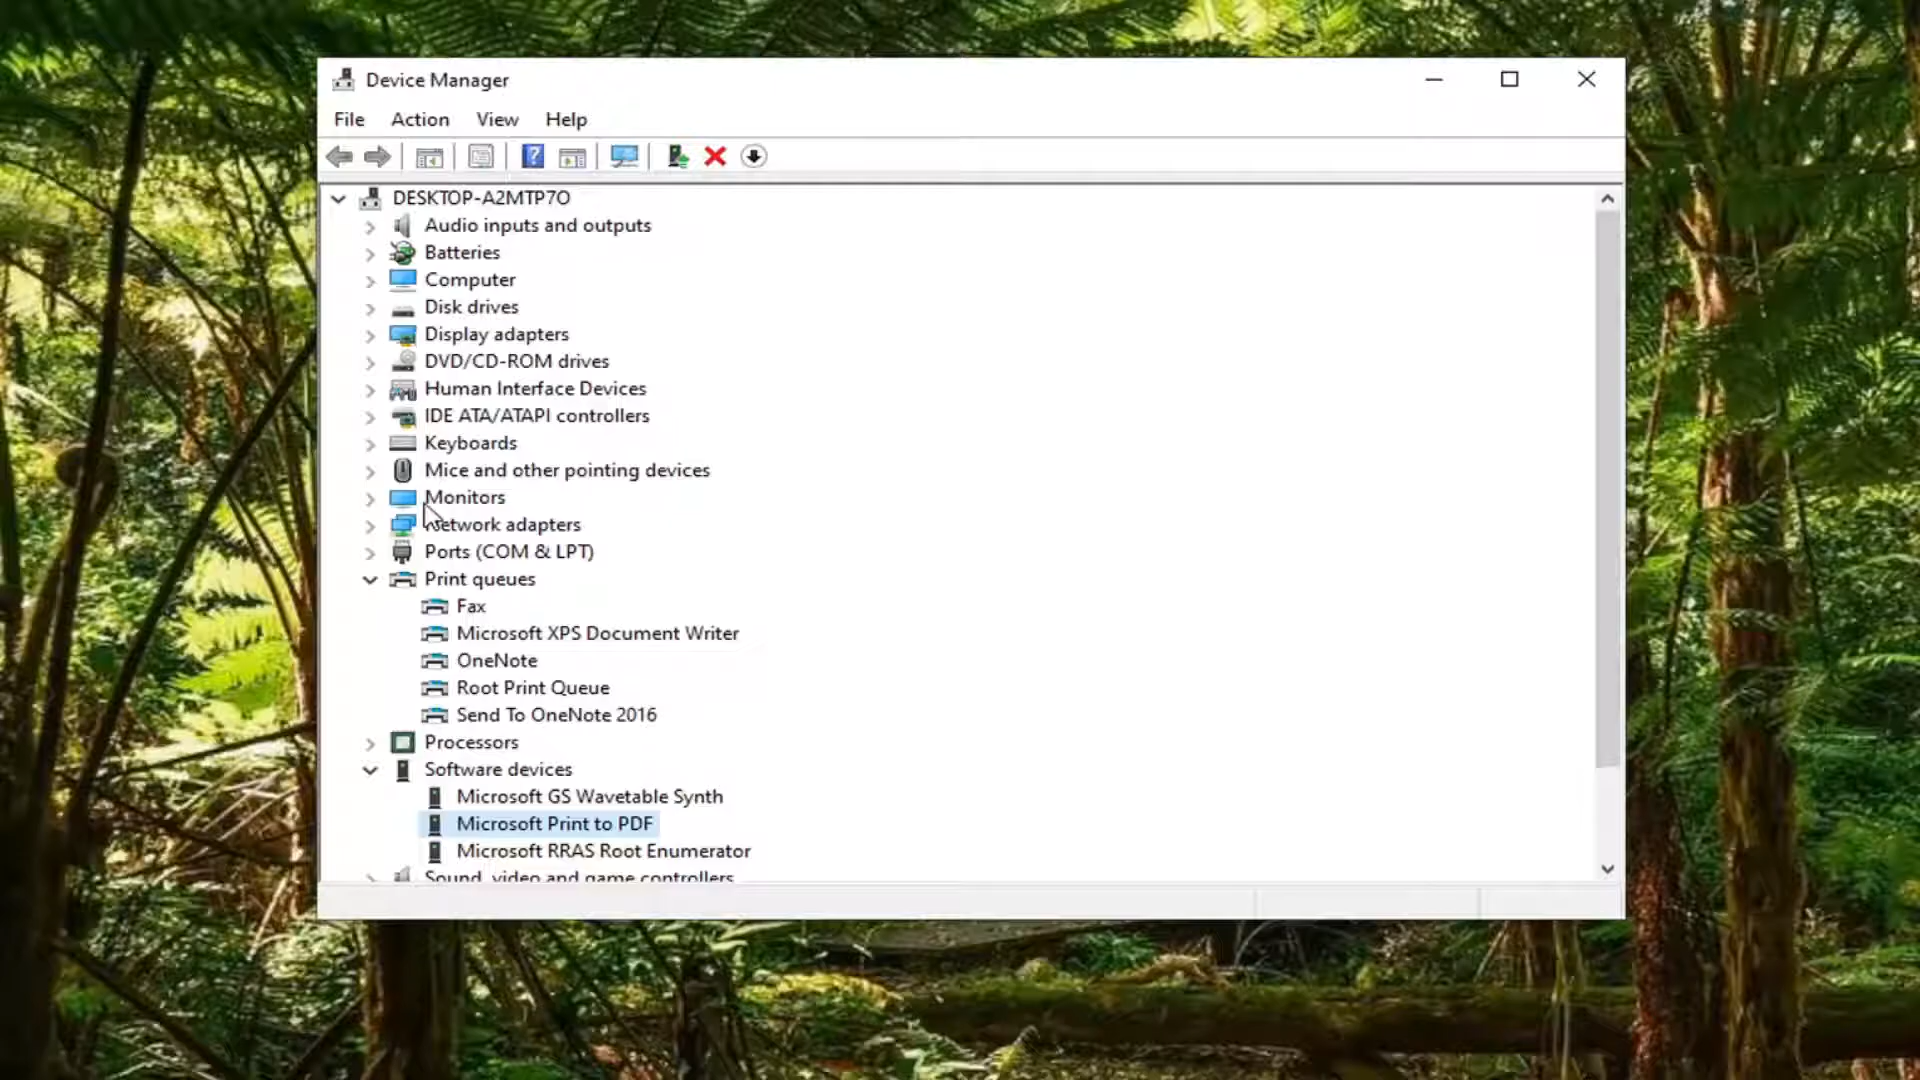 Device Manager
File Action View Help
DESKTOP-A2MTP7O
Audio inputs and outputs
Batteries
Computer
Disk drives
Display adapters
DVD/CD-ROM drives
Human Interface Devices
IDE ATA/ATAPI controllers
Keyboards
Mice and other pointing devices
Monitors
Network adapters
Ports (COM & LPT)
Print queues
Fax
Microsoft XPS Document Writer
OneNote
Root Print Queue
Send To OneNote 2016
Processors
Software devices
Microsoft GS Wavetable Synth
Microsoft Print to PDF
Microsoft RRAS Root Enumerator
Sound, video and game controllers